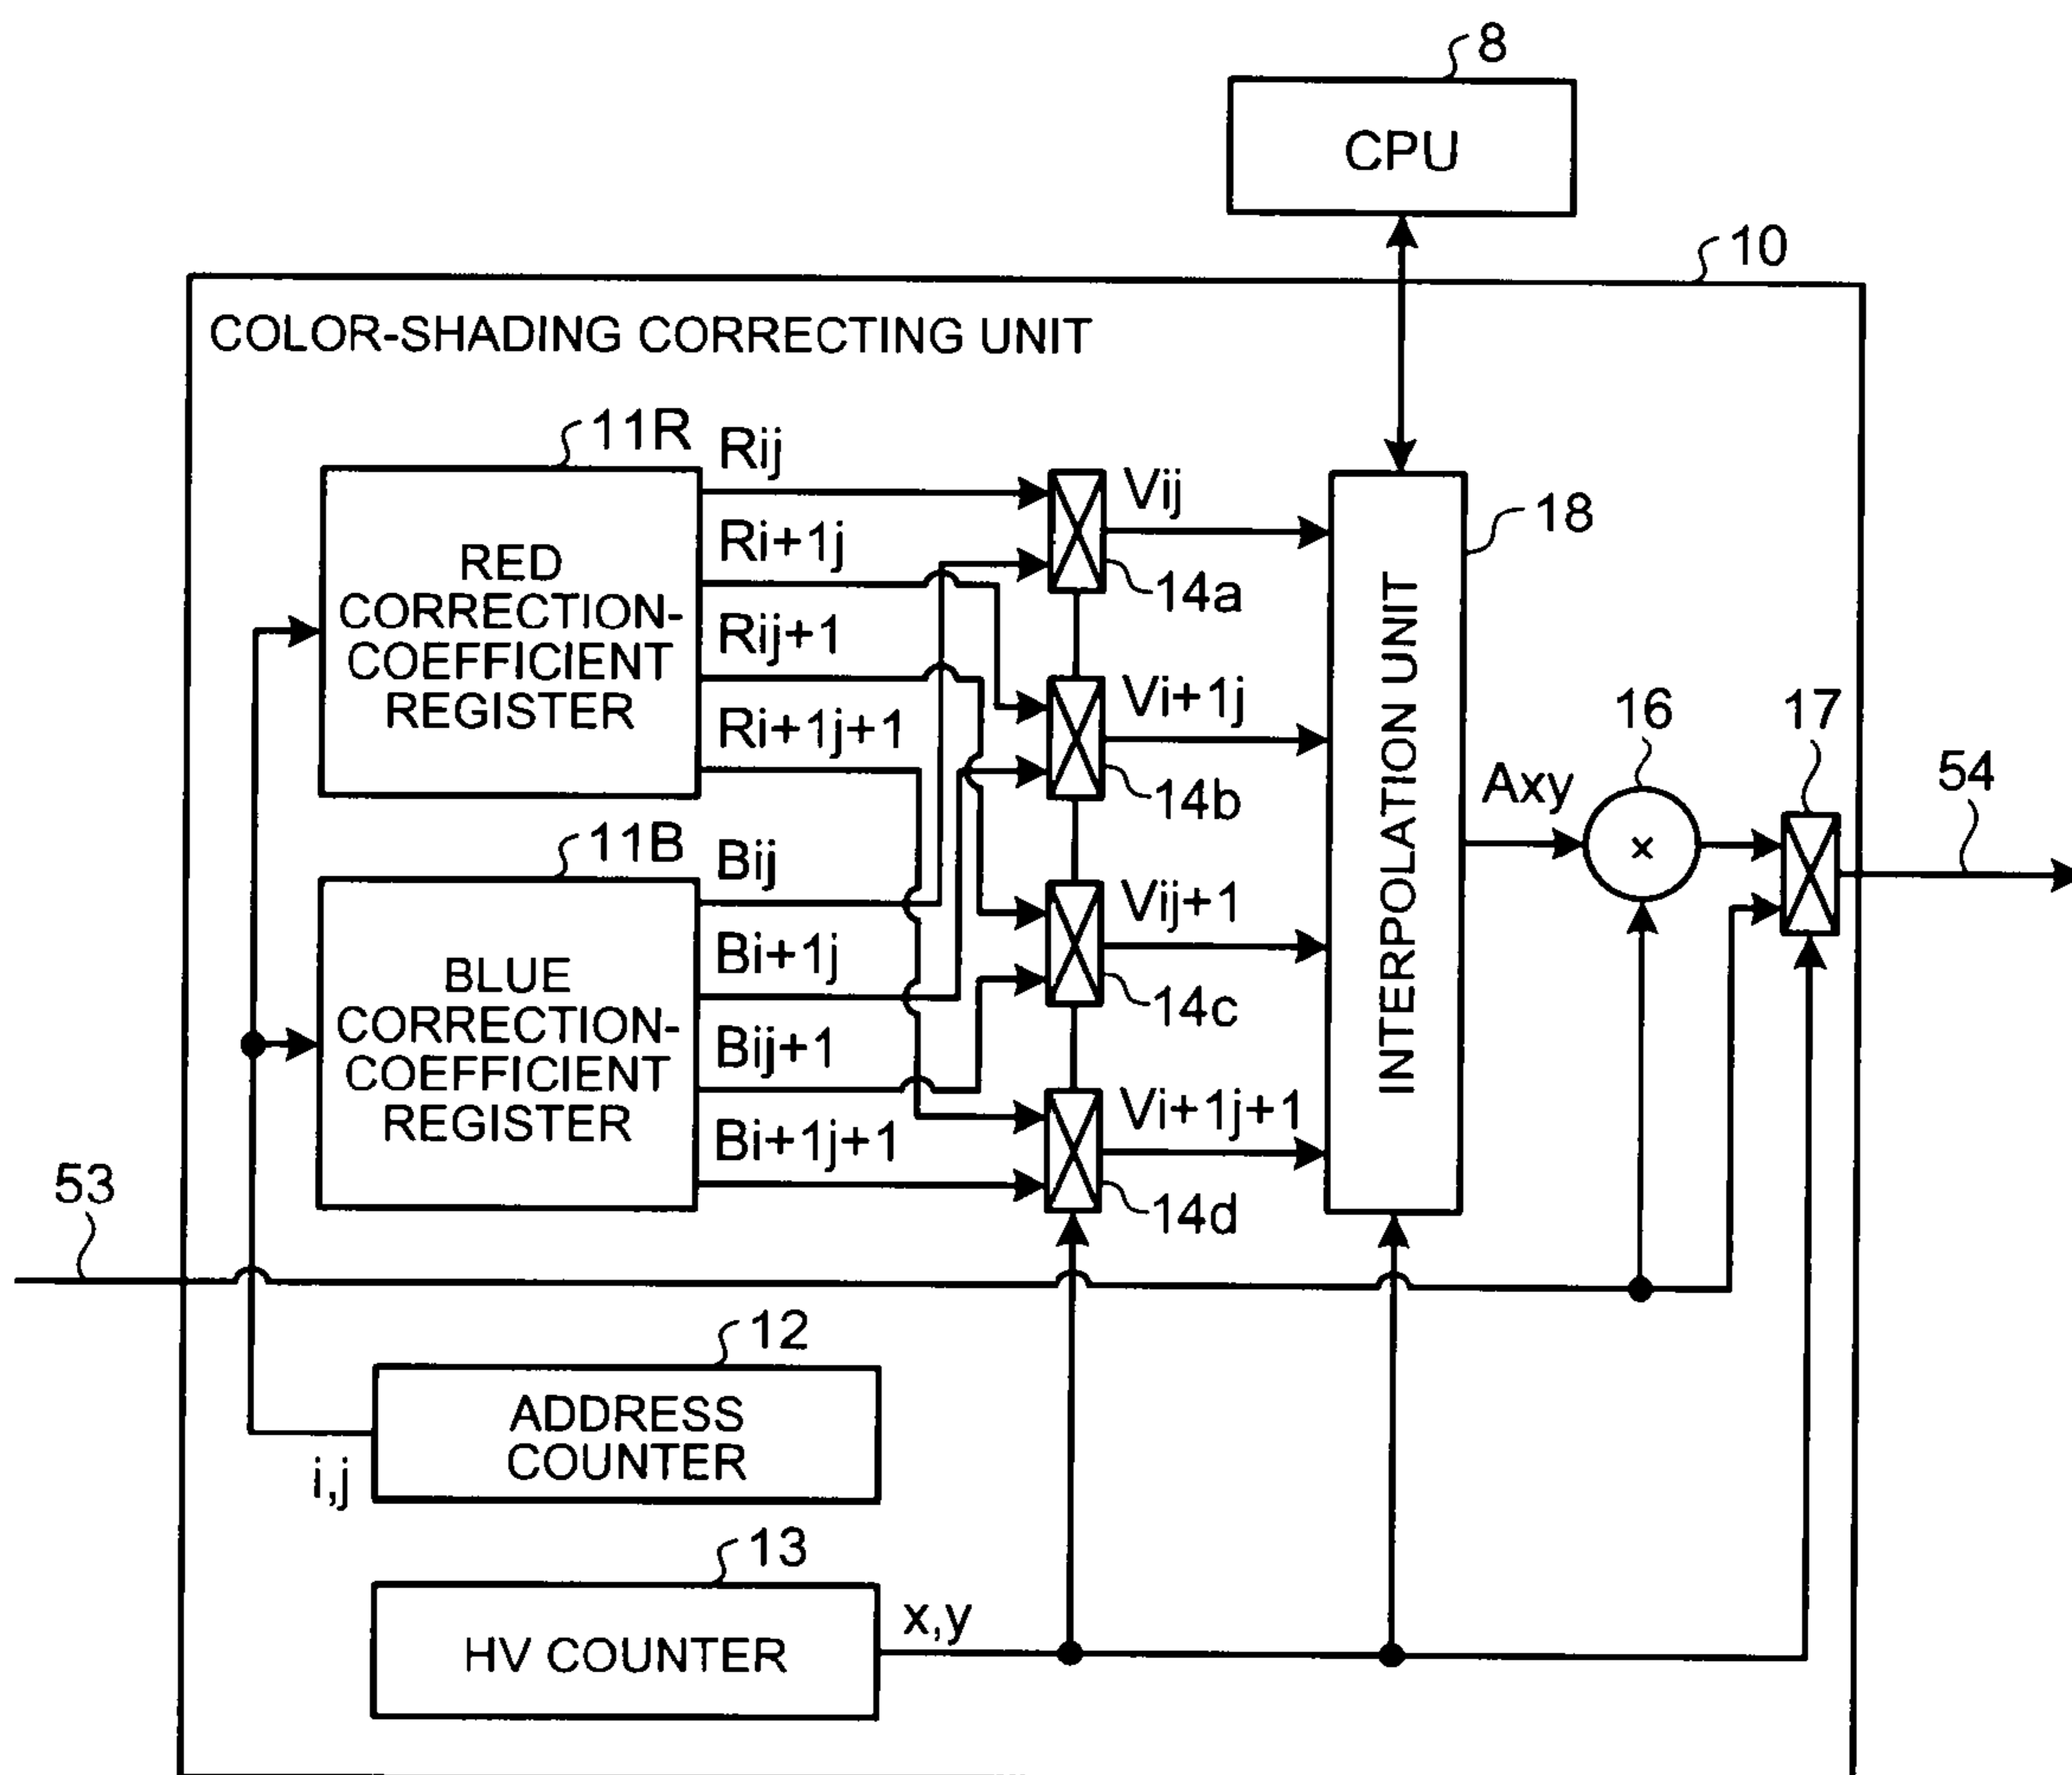 8
CPU
10
COLOR-SHADING CORRECTING UNIT
11R
RED
CORRECTION-
COEFFICIENT
REGISTER
Rij
Ri+1j
Rij+1
Ri+1j+1
11B
BLUE
CORRECTION-
COEFFICIENT
REGISTER
Bij
Bi+1j
Bij+1
Bi+1j+1
Vij
14a
Vi+1j
14b
Vij+1
14c
Vi+1j+1
14d
INTERPOLATION UNIT
18
Axy
16
×
17
54
53
12
ADDRESS
COUNTER
i,j
13
HV COUNTER
x,y